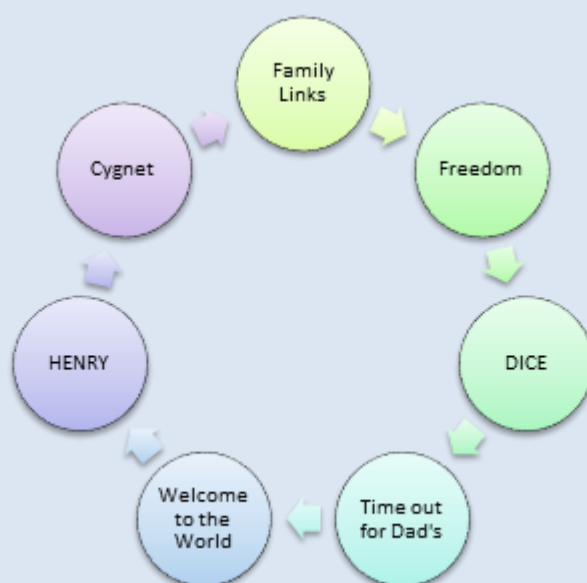 Family
Links
Freedom
DICE
Time out
for Dad's
Welcome
to the
World
HENRY
Cygnet